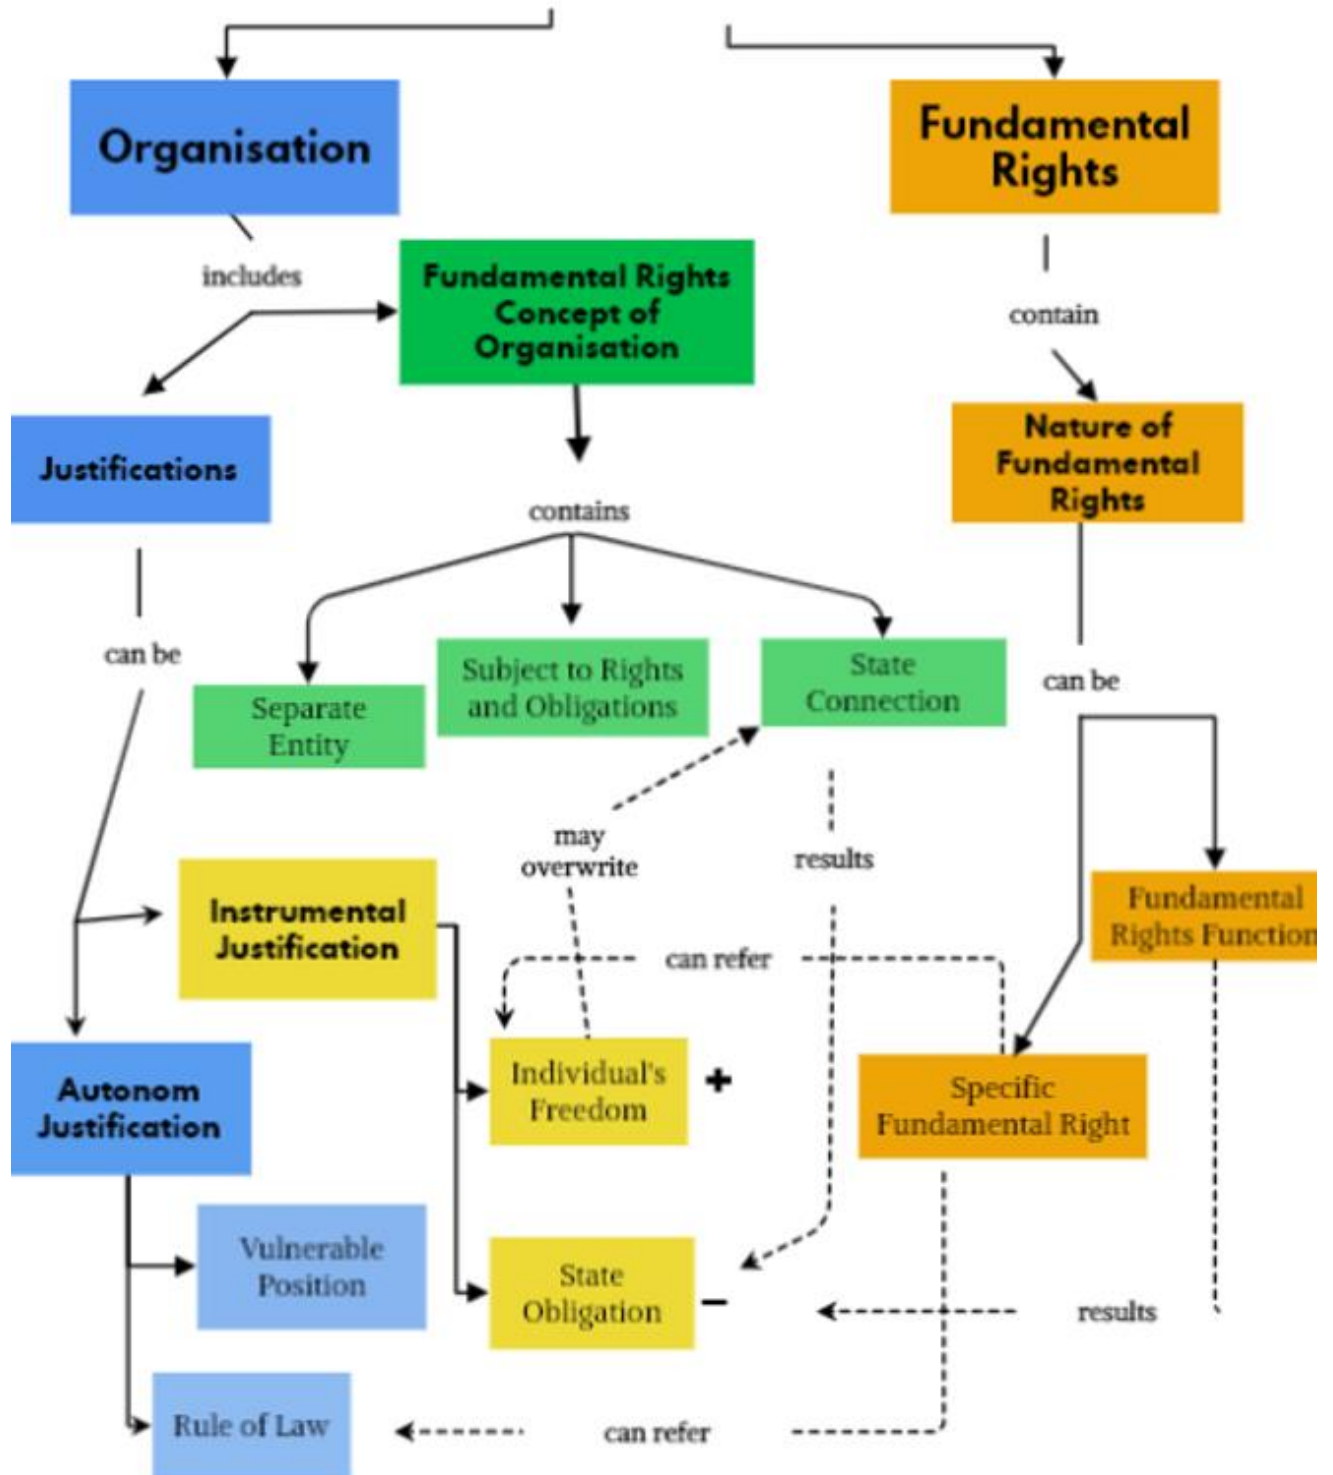 Organisation
Fundamental
Rights
includes
Fundamental Rights
Concept of
Organisation
contain
Justifications
Nature of
Fundamental
Rights
contains
can be
Separate
Entity
Subject to Rights
and Obligations
State
Connection
can be
may
overwrite
results
Instrumental
Justification
Fundamental
Rights Function
can refer
Autonom
Justification
Individual's
Freedom
+
Specific
Fundamental Right
Vulnerable
Position
State
Obligation
–
results
Rule of Law
can refer